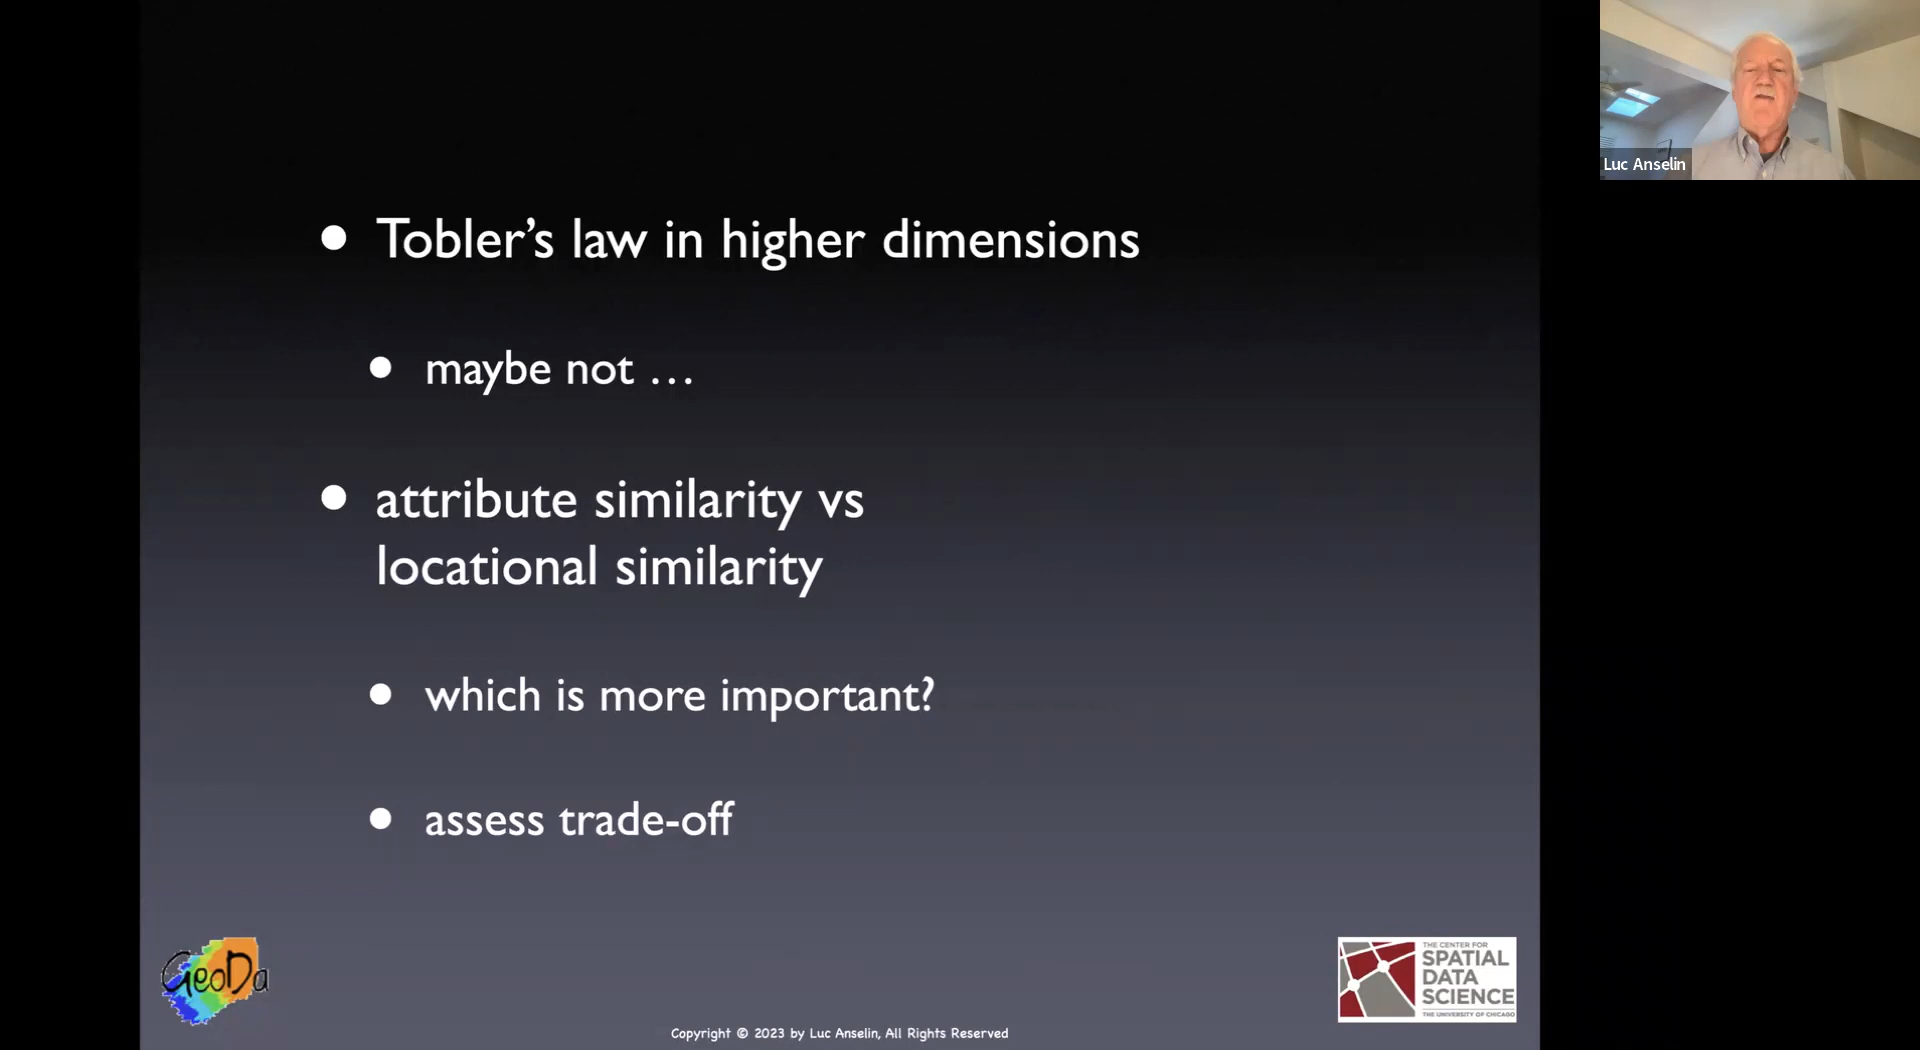 Luc Anselin
• Tobler’s law in higher dimensions
• maybe not …
• attribute similarity vs
locational similarity
• which is more important?
• assess trade-off
GeoDa
THE CENTER FOR
SPATIAL
DATA
SCIENCE
THE UNIVERSITY OF CHICAGO
Copyright © 2023 by Luc Anselin, All Rights Reserved